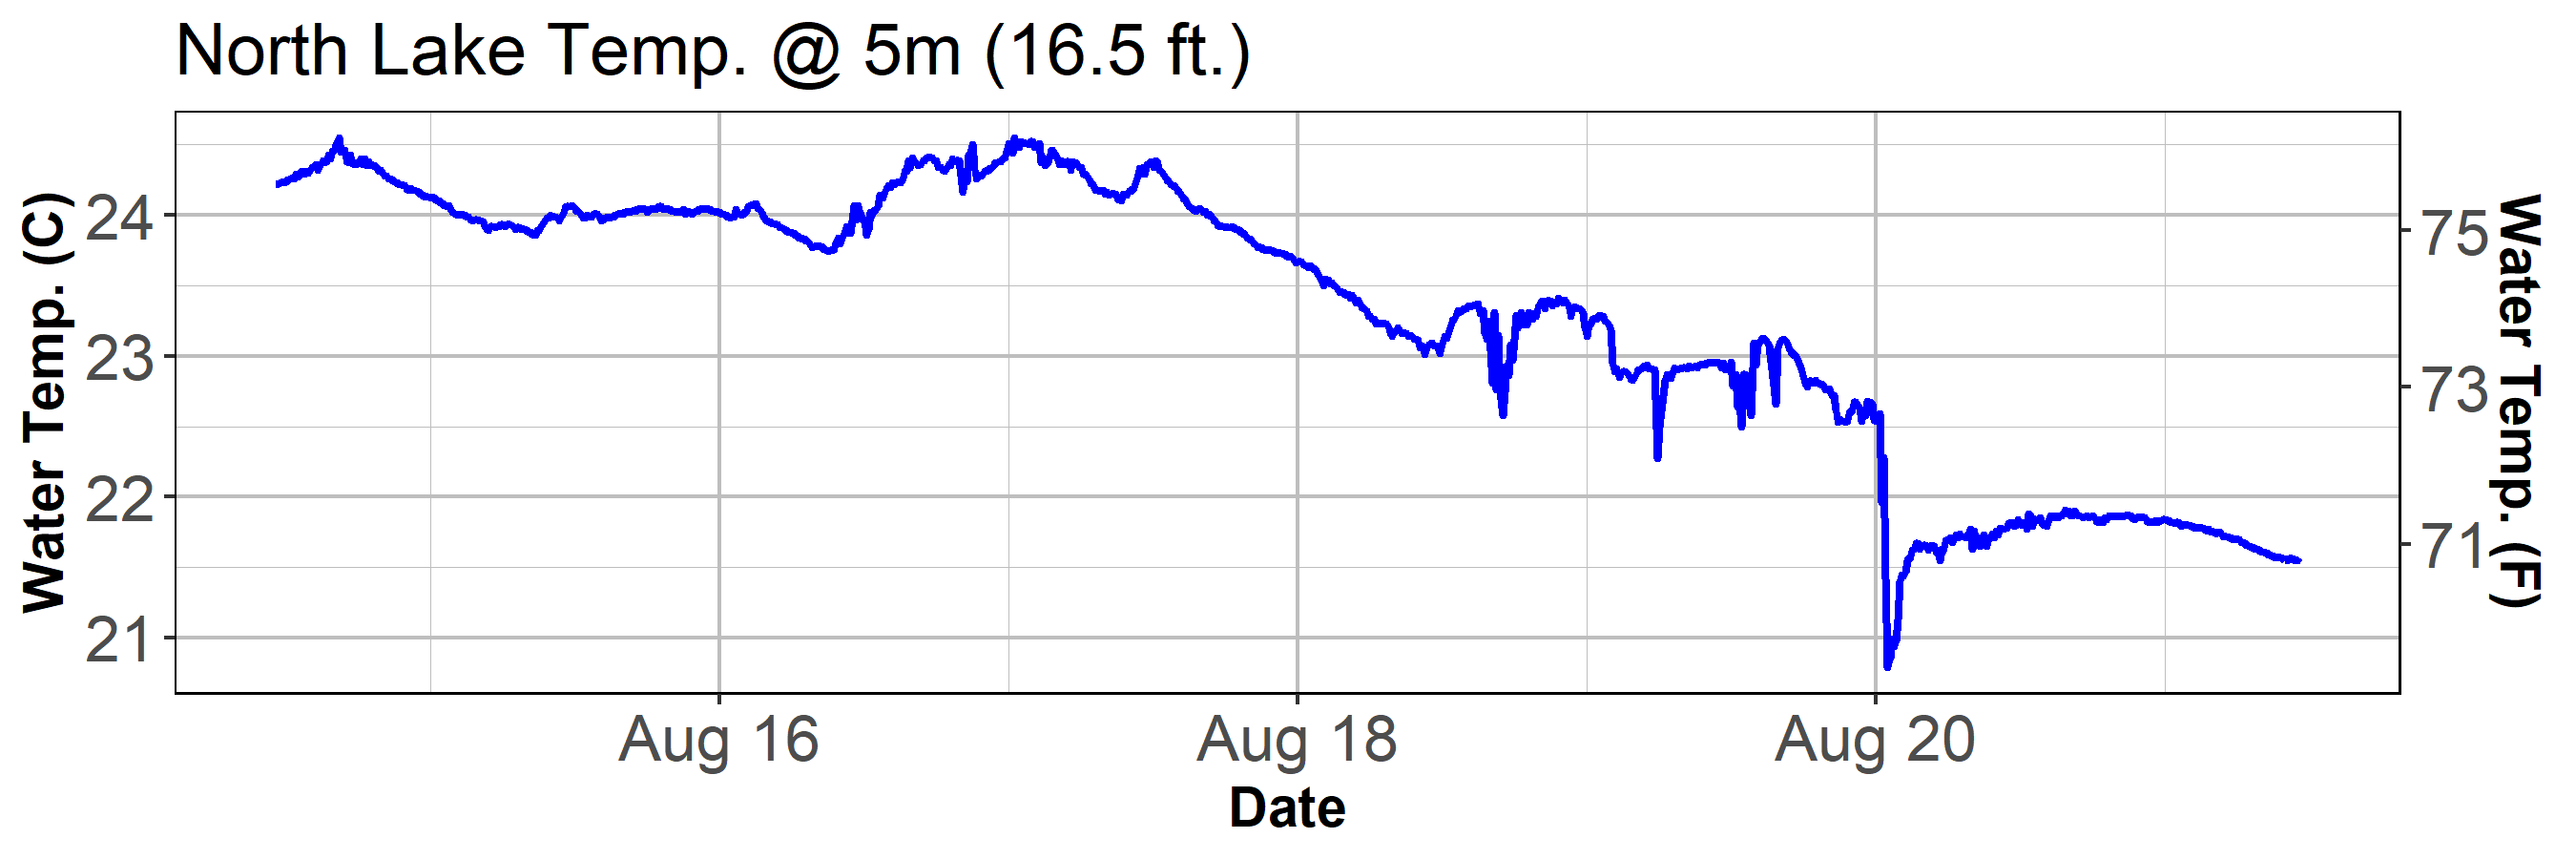 North Lake Temp. @ 5m (16.5 ft.)
Water Temp. (C)
24
23
22
21
75
73
71
Water Temp. (F)
Aug 16
Aug 18
Aug 20
Date